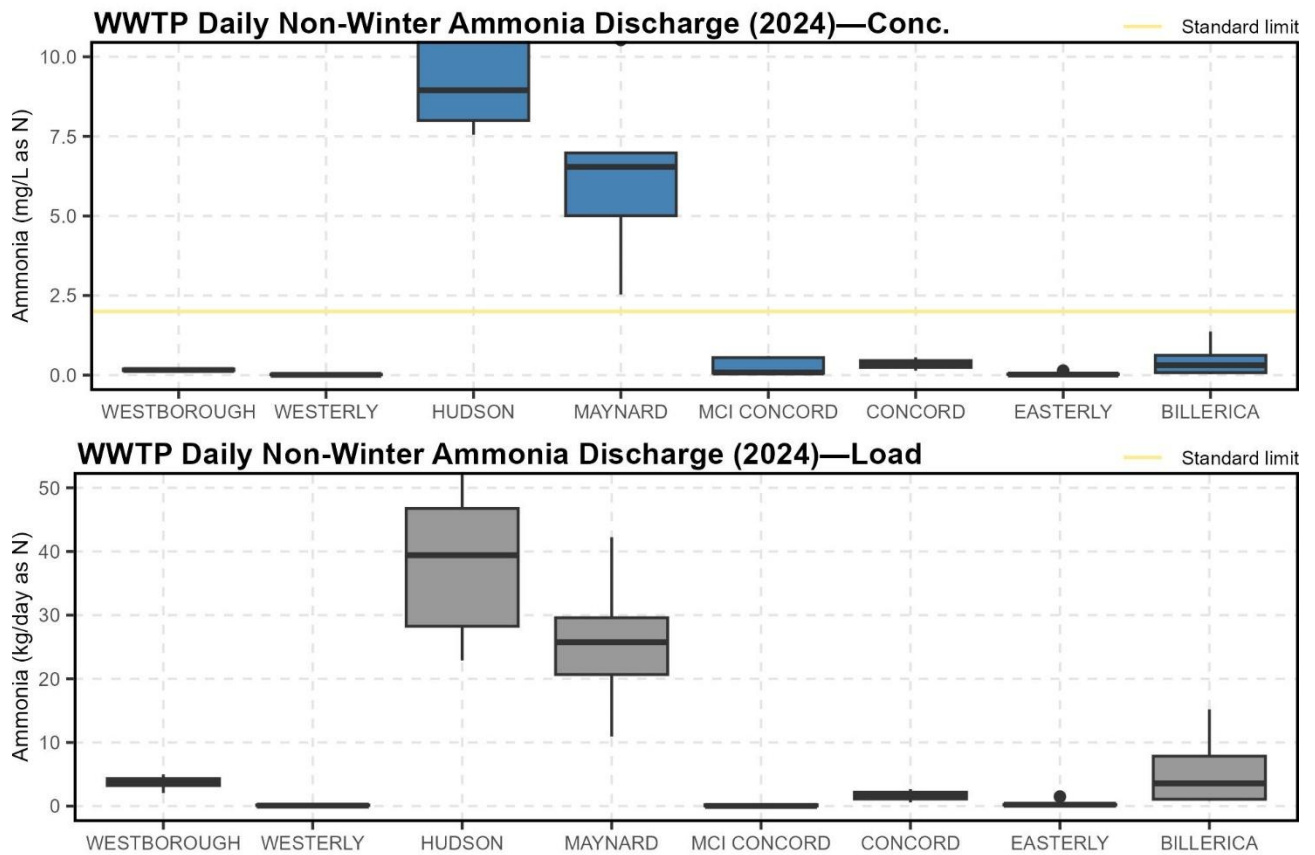 WWTP Daily Non-Winter Ammonia Discharge (2024)—Conc.
Standard limit
Ammonia (mg/L as N)
10.0
7.5
5.0
2.5
0.0
WESTBOROUGH WESTERLY HUDSON MAYNARD MCI CONCORD CONCORD EASTERLY BILLERICA
WWTP Daily Non-Winter Ammonia Discharge (2024)—Load
Standard limit
Ammonia (kg/day as N)
50
40
30
20
10
0
WESTBOROUGH WESTERLY HUDSON MAYNARD MCI CONCORD CONCORD EASTERLY BILLERICA